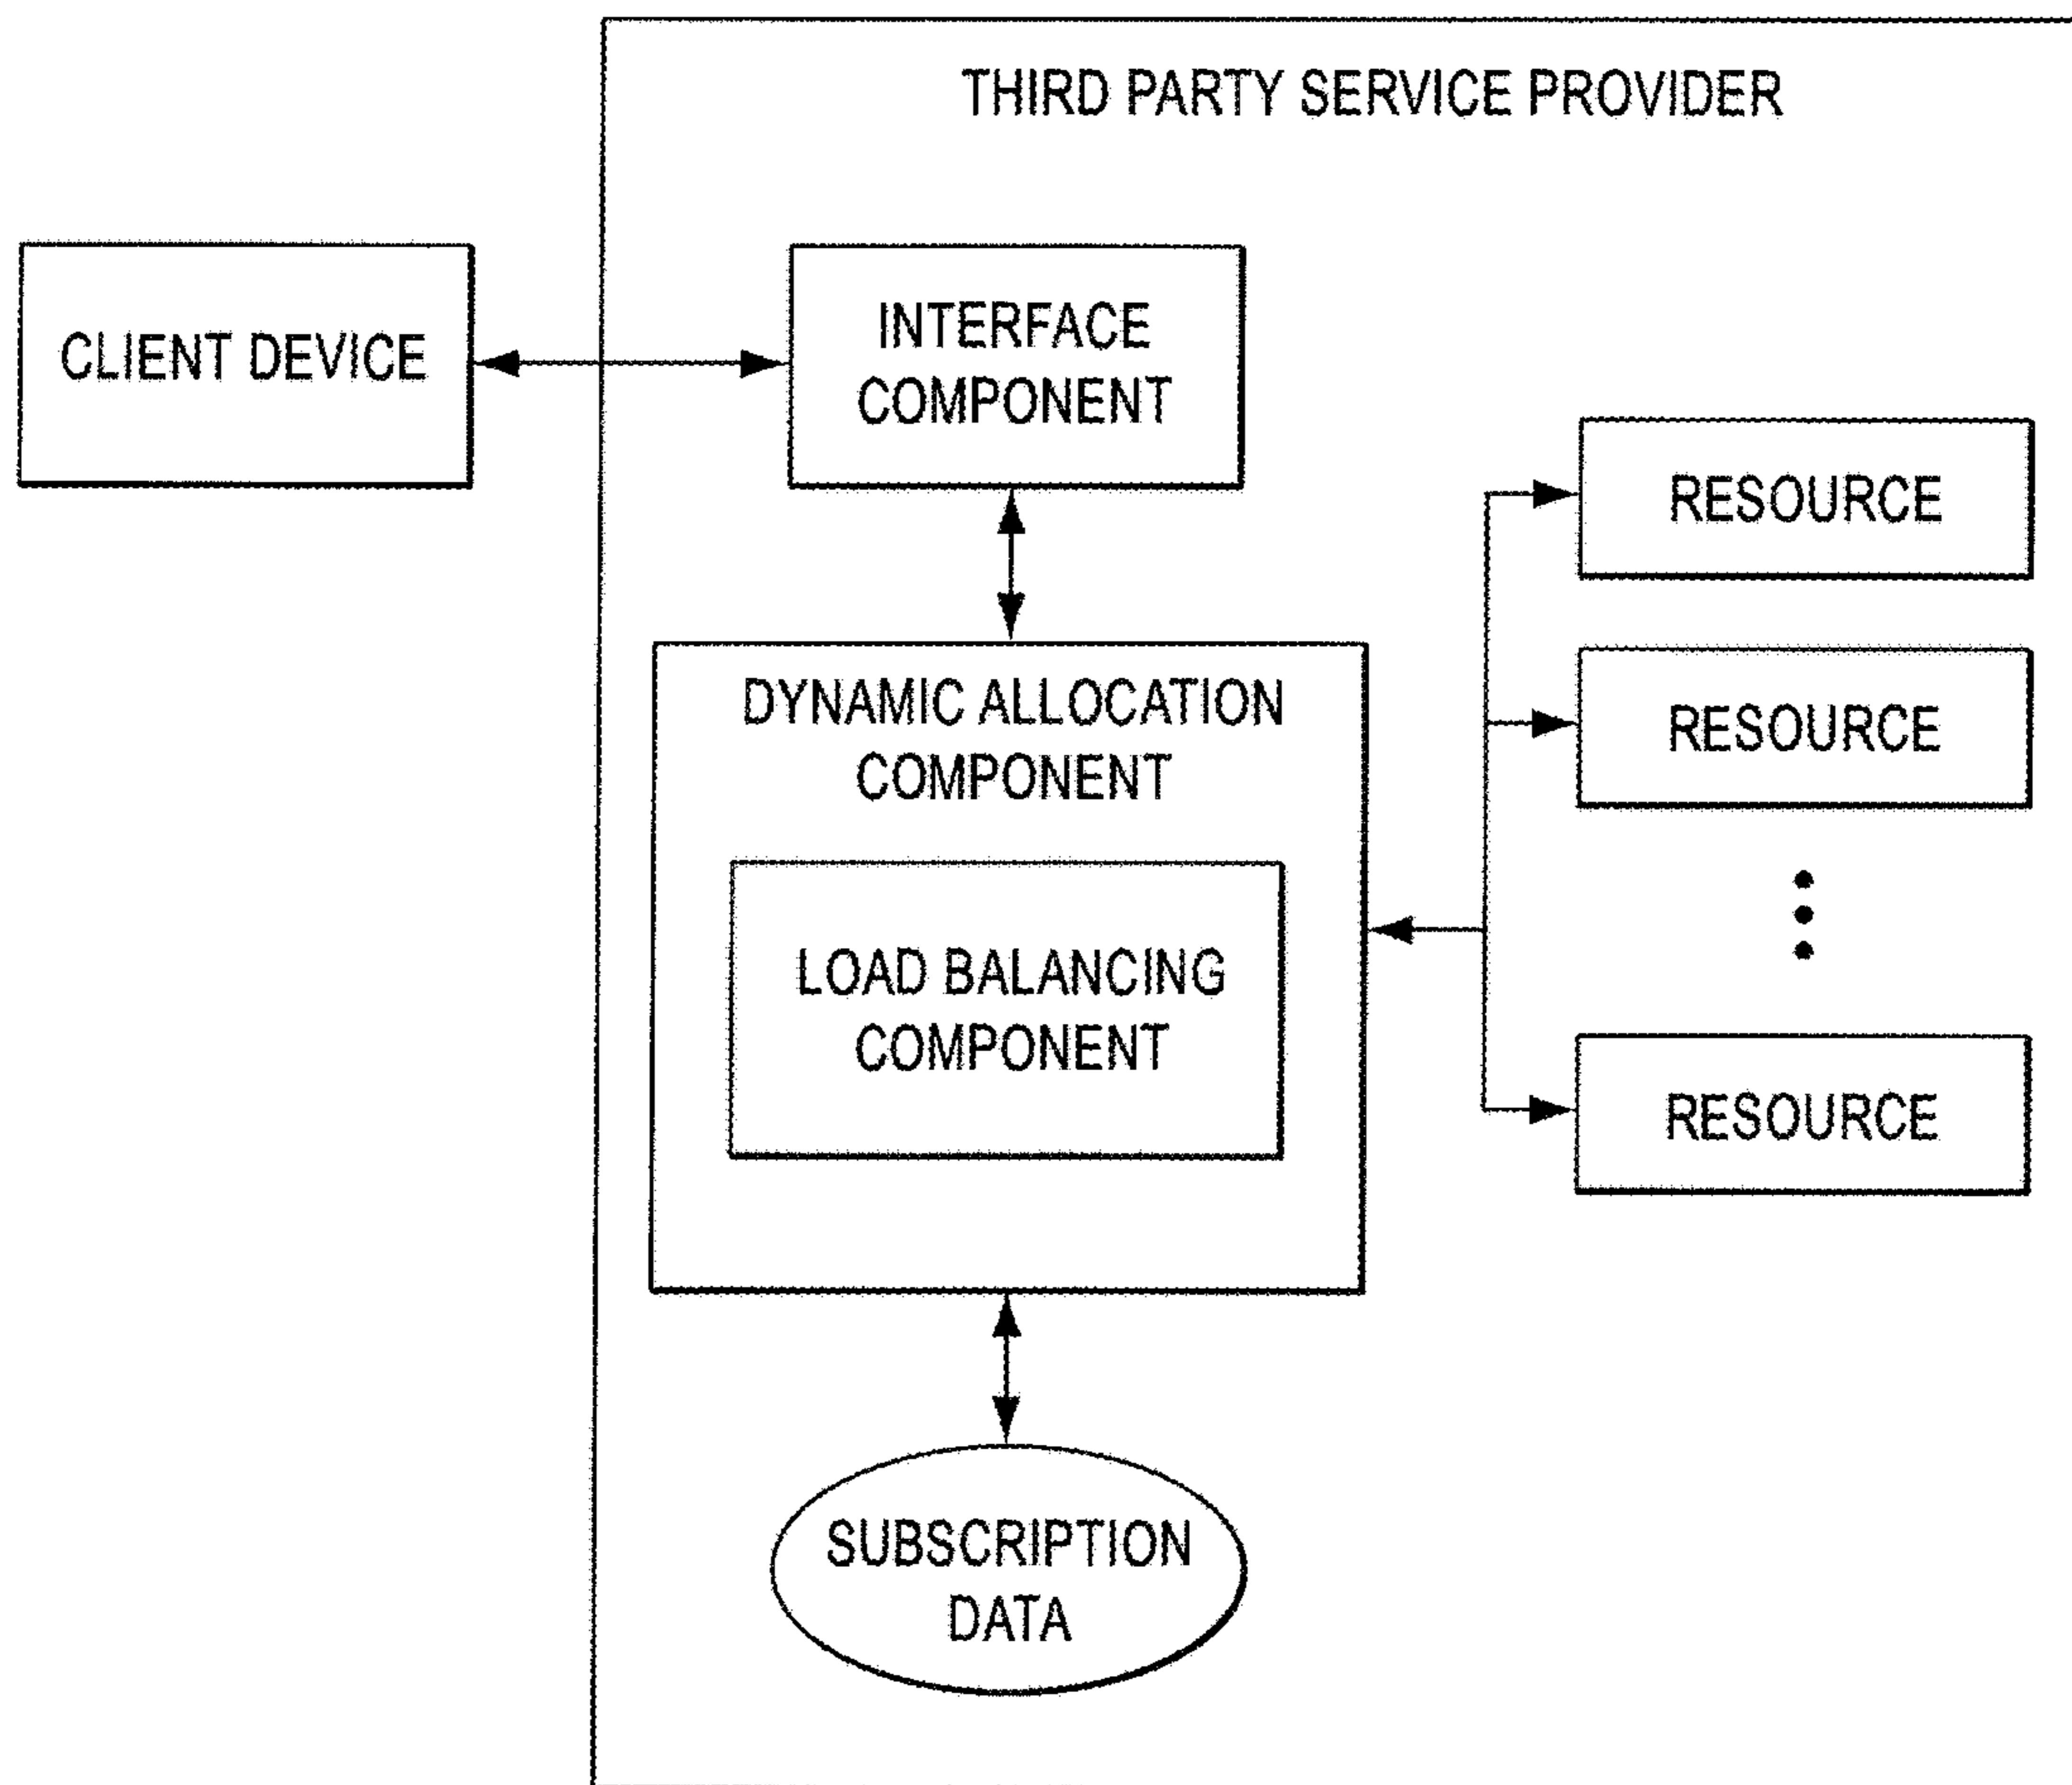 THIRD PARTY SERVICE PROVIDER
CLIENT DEVICE
INTERFACE
COMPONENT
DYNAMIC ALLOCATION
COMPONENT
LOAD BALANCING
COMPONENT
RESOURCE
RESOURCE
RESOURCE
SUBSCRIPTION
DATA